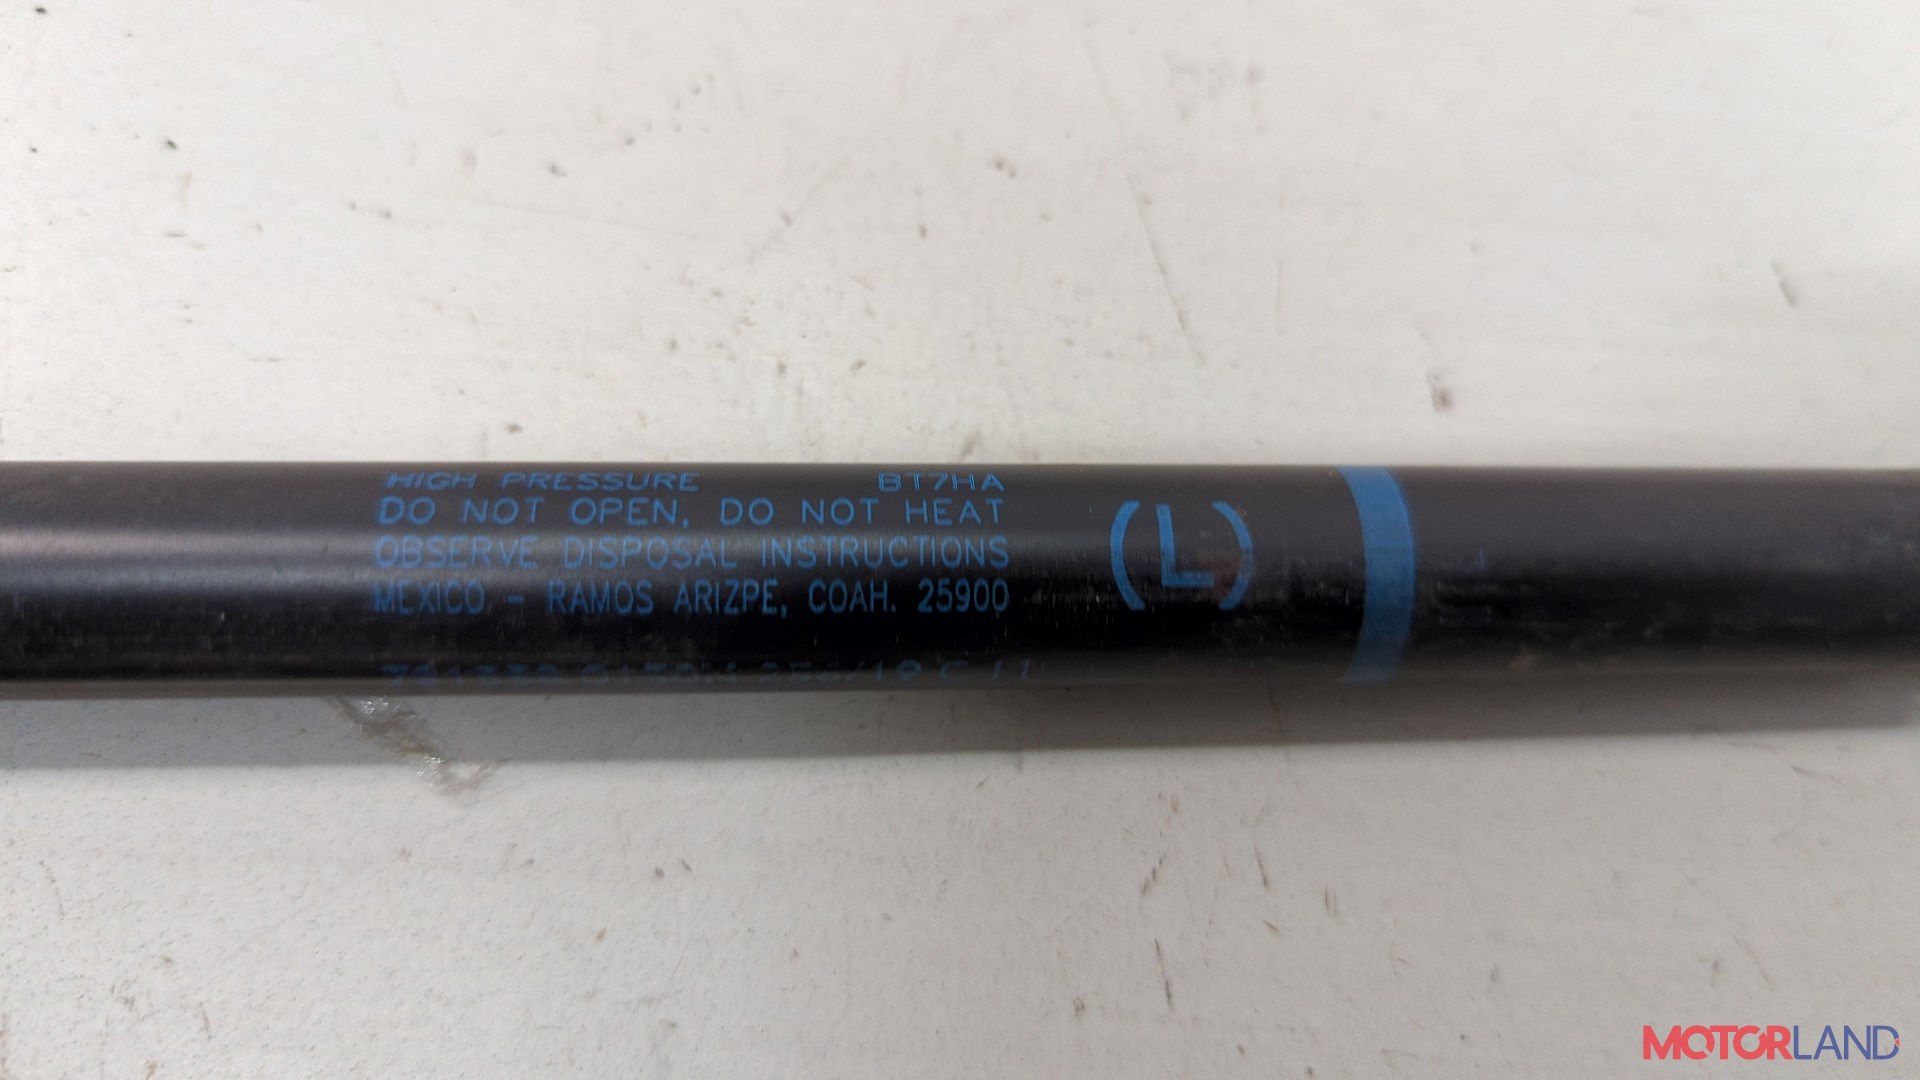 HIGH PRESSURE BT7HA
DO NOT OPEN, DO NOT HEAT
OBSERVE DISPOSAL INSTRUCTIONS
MEXICO - RAMOS ARIZPE, COAH. 25900
(L)
MOTORLAND